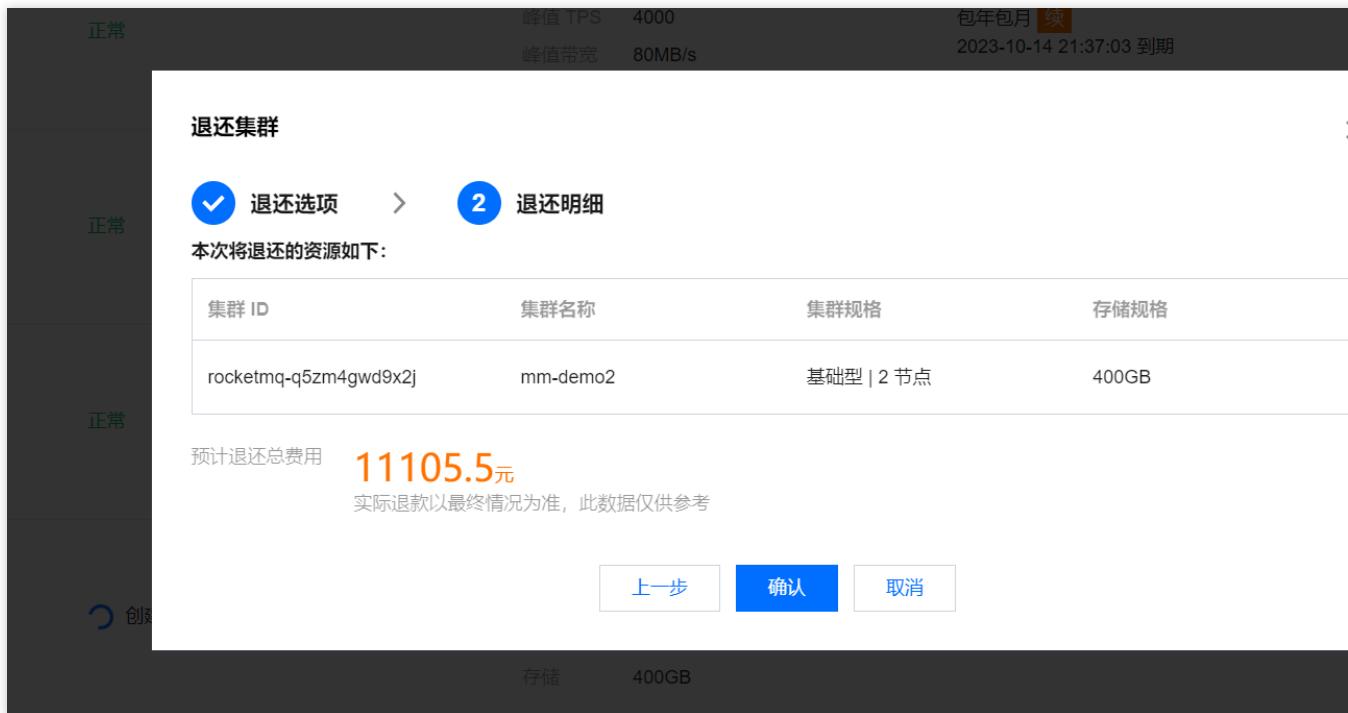 正常
峰值 TPS 4000
包年包月 续
峰值带宽 80MB/s
2023-10-14 21:37:03 到期
退还集群
退还选项 2 退还明细
正常
本次将退还的资源如下：
集群 ID 集群名称 集群规格 存储规格
rocketmq-q5zm4gwd9x2j mm-demo2 基础型 | 2 节点 400GB
正常
预计退还总费用 11105.5元
实际退款以最终情况为准，此数据仅供参考
上一步 确认 取消
创
存储 400GB